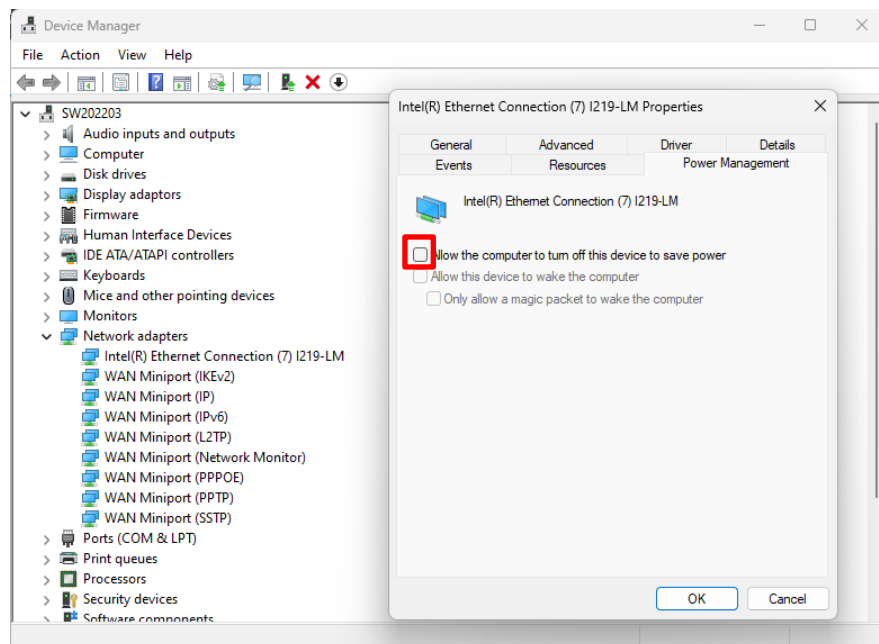 Device Manager
File Action View Help
SW202203
Audio inputs and outputs
Computer
Disk drives
Display adaptors
Firmware
Human Interface Devices
IDE ATA/ATAPI controllers
Keyboards
Mice and other pointing devices
Monitors
Network adapters
Intel(R) Ethernet Connection (7) I219-LM
WAN Miniport (IKEv2)
WAN Miniport (IP)
WAN Miniport (IPv6)
WAN Miniport (L2TP)
WAN Miniport (Network Monitor)
WAN Miniport (PPPOE)
WAN Miniport (PPTP)
WAN Miniport (SSTP)
Ports (COM & LPT)
Print queues
Processors
Security devices
Software components
Intel(R) Ethernet Connection (7) I219-LM Properties
General Advanced Driver Details
Events Resources Power Management
Intel(R) Ethernet Connection (7) I219-LM
Allow the computer to turn off this device to save power
Allow this device to wake the computer
Only allow a magic packet to wake the computer
OK Cancel